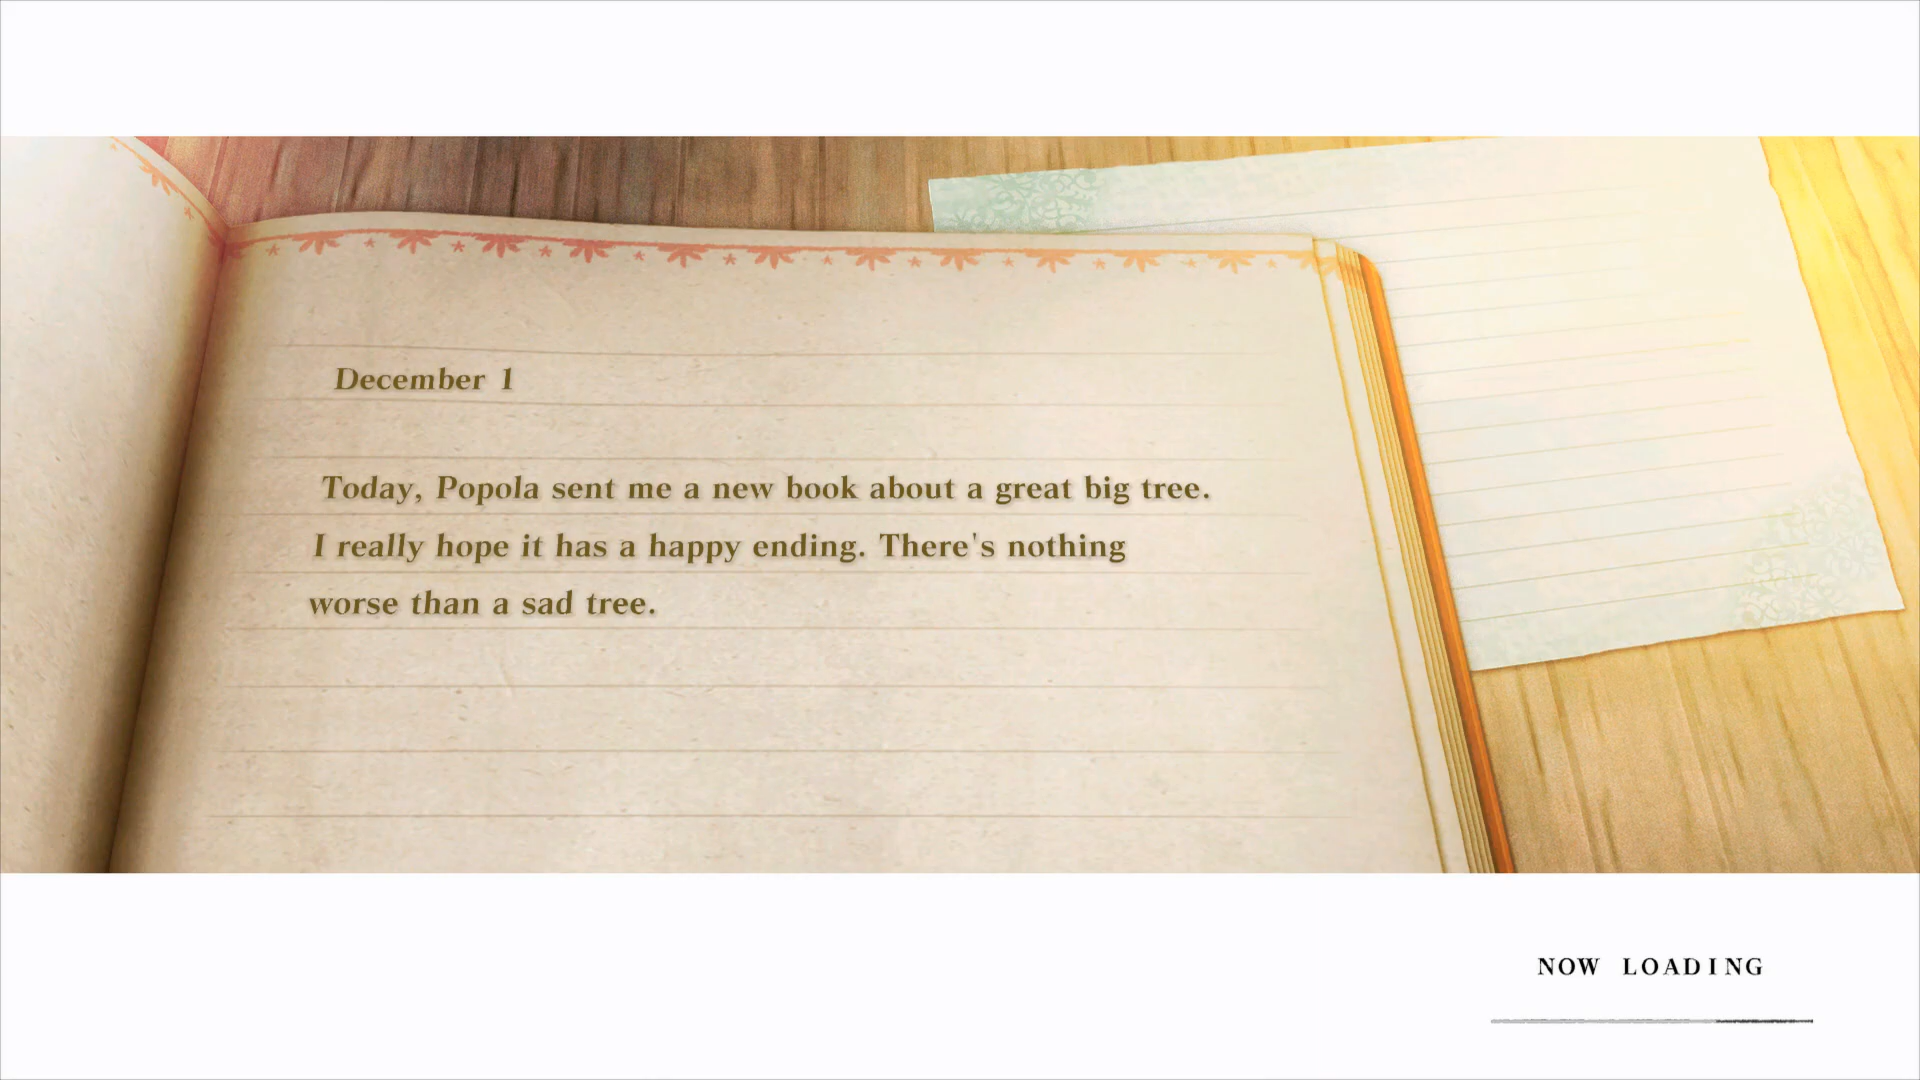 December 1
Today, Popola sent me a new book about a great big tree.
I really hope it has a happy ending. There's nothing
worse than a sad tree.
NOW LOADING